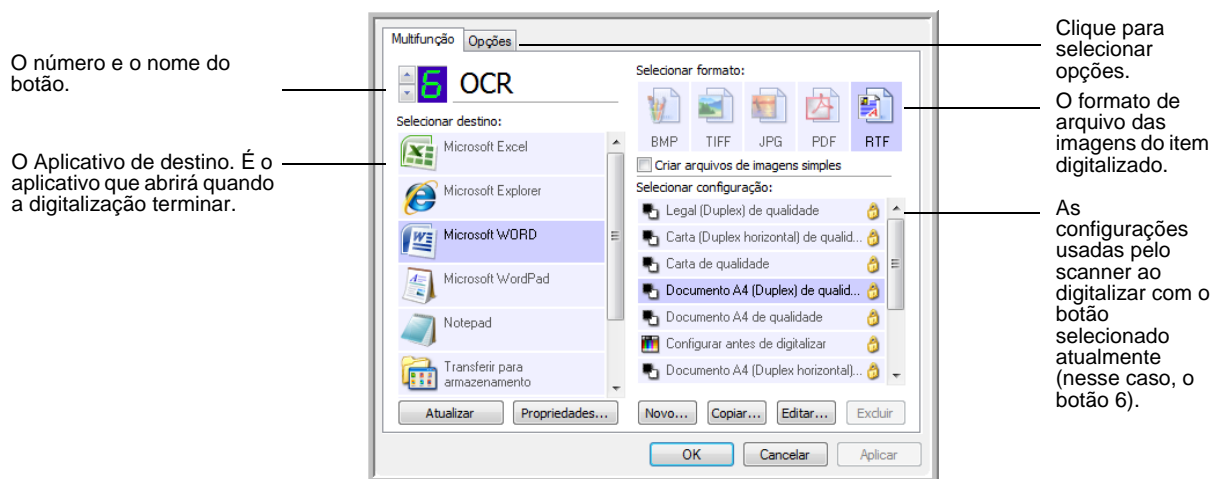 O número e o nome do
botão.
O Aplicativo de destino. É o
aplicativo que abrirá quando
a digitalização terminar.
Multifunção
Opções
6
OCR
Selecionar destino:
Microsoft Excel
Microsoft Explorer
Microsoft WORD
Microsoft WordPad
Notepad
Transferir para
armazenamento
Atualizar
Propriedades...
Selecionar formato:
BMP
TIFF
JPG
PDF
RTF
Criar arquivos de imagens simples
Selecionar configuração:
Legal (Duplex) de qualidade
Carta (Duplex horizontal) de qualid...
Carta de qualidade
Documento A4 (Duplex) de qualid...
Documento A4 de qualidade
Configurar antes de digitalizar
Documento A4 (Duplex horizontal)...
Novo...
Copiar...
Editar...
Excluir
OK
Cancelar
Aplicar
Clique para
selecionar
opções.
O formato de
arquivo das
imagens do item
digitalizado.
As
configurações
usadas pelo
scanner ao
digitalizar com o
botão
selecionado
atualmente
(nesse caso, o
botão 6).